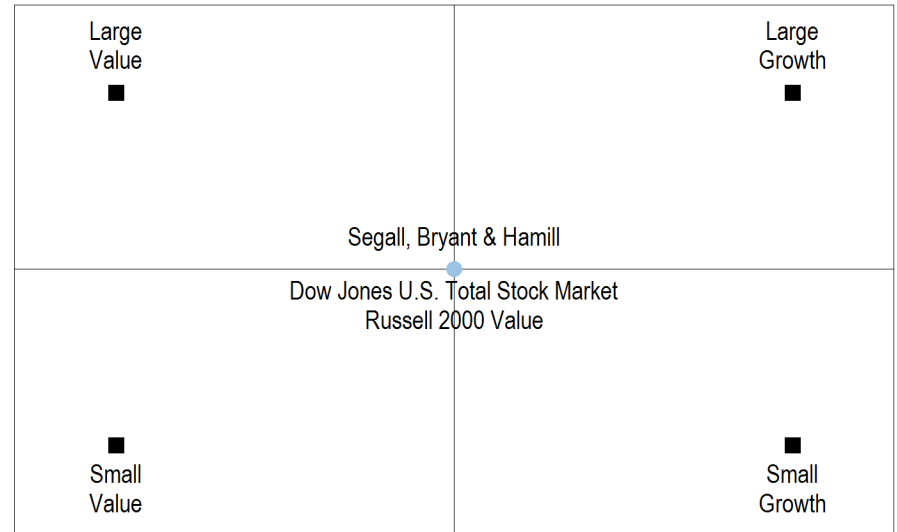 Large
Value
Large
Growth
Segall, Bryant & Hamill
Dow Jones U.S. Total Stock Market
Russell 2000 Value
Small
Value
Small
Growth